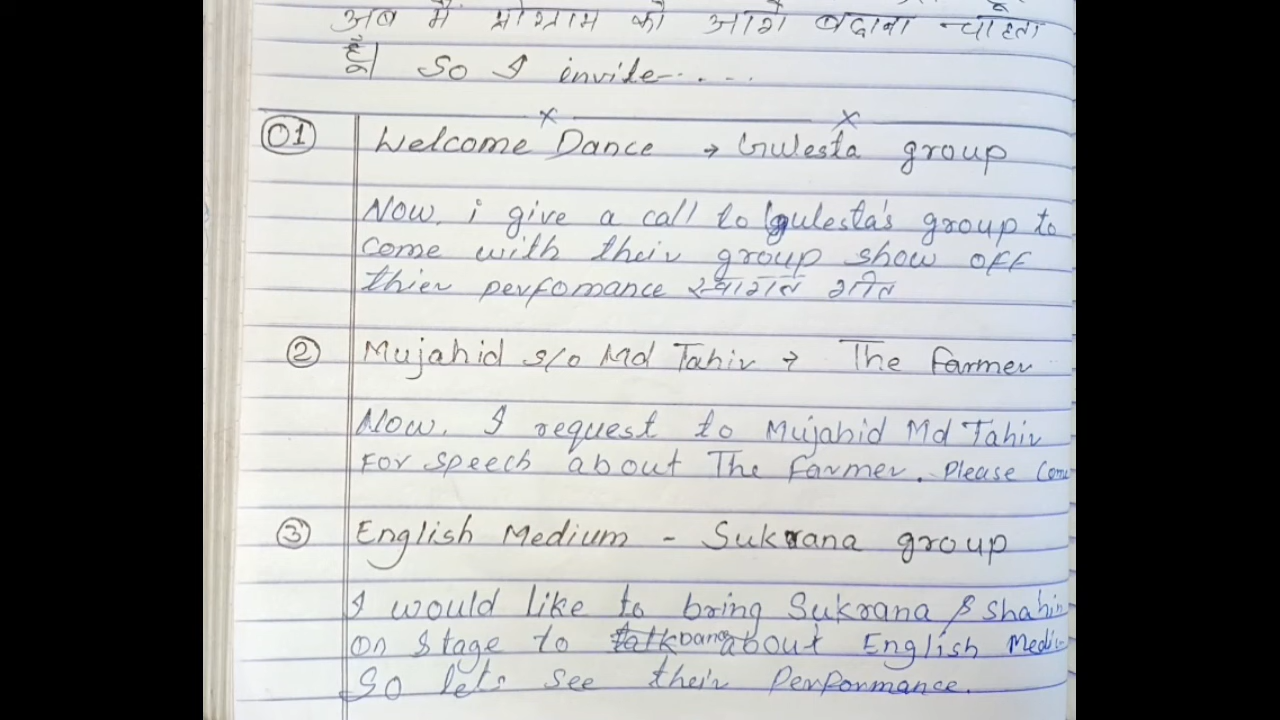 अब मैं प्रोग्राम को आगे बढाना चाहता
हूँ। So I invite.....
x x
01 Welcome Dance → Gulesta group
Now. i give a call to gulesta's group to
come with their group show off
thier perfomance स्वागत गीत
2 Mujahid s/o Md Tahir → The Farmer
Now. I request to Mujahid Md Tahir
For speech about The Farmer. Please Come
3 English Medium - Sukrana group
I would like to bring Sukrana & Shahin
on stage to talk Dance about English Medi
So lets see their Performance.